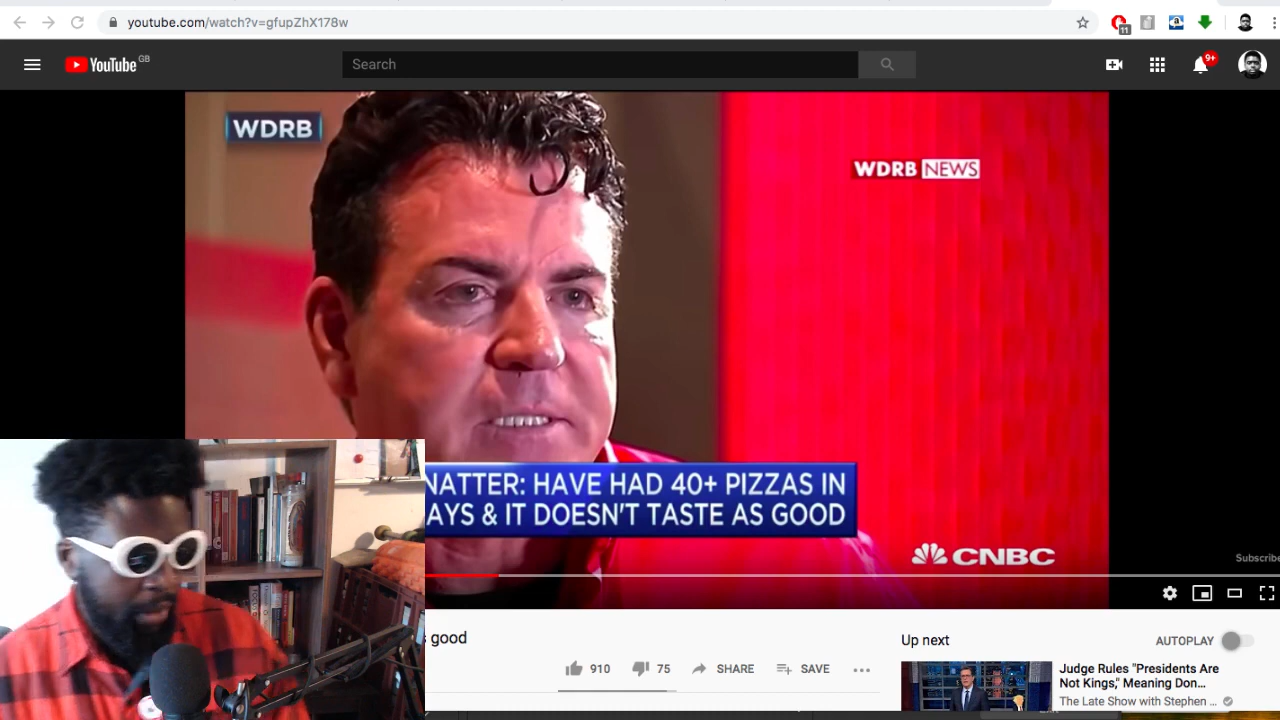 youtube.com/watch?v=gfupZhX178w
11
YouTube GB
Search
9+
WDRB
WDRB NEWS
NATTER: HAVE HAD 40+ PIZZAS IN
AYS & IT DOESN'T TASTE AS GOOD
CNBC
Subscribe
good
910
75
SHARE
SAVE
Up next
AUTOPLAY
Judge Rules "Presidents Are
Not Kings," Meaning Don...
The Late Show with Stephen ...